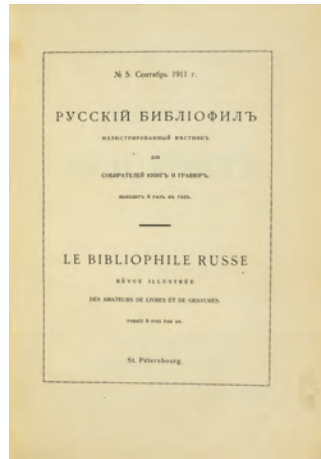 № 5. Сентябрь 1911 г.
РУССКІЙ БИБЛІОФИЛЪ
ИЛЛЮСТРИРОВАННЫЙ ВѢСТНИКЪ
ДЛЯ
СОБИРАТЕЛЕЙ КНИГЪ И ГРАВЮРЪ.
ВЫХОДИТЪ 8 РАЗЪ ВЪ ГОДЪ.
LE BIBLIOPHILE RUSSE
REVUE ILLUSTRÉE
DES AMATEURS DE LIVRES ET DE GRAVURES
PARAÎT 8 FOIS PAR AN.
St. Pétersbourg.